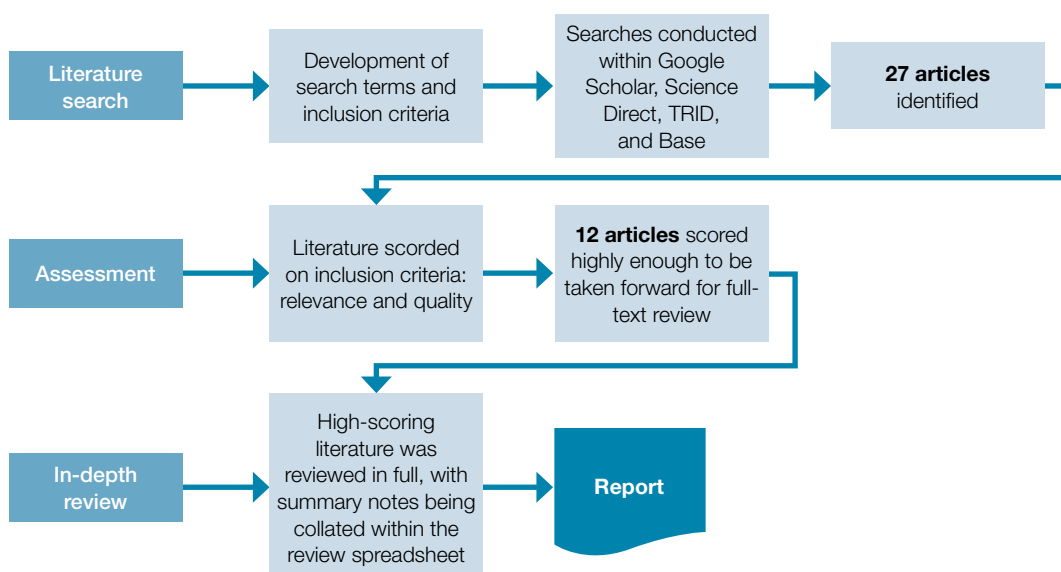 Literature
search
Development of
search terms and
inclusion criteria
Searches conducted
within Google
Scholar, Science
Direct, TRID,
and Base
27 articles
identified
Assessment
Literature scorded
on inclusion criteria:
relevance and quality
12 articles scored
highly enough to be
taken forward for full-
text review
In-depth
review
High-scoring
literature was
reviewed in full, with
summary notes being
collated within the
review spreadsheet
Report